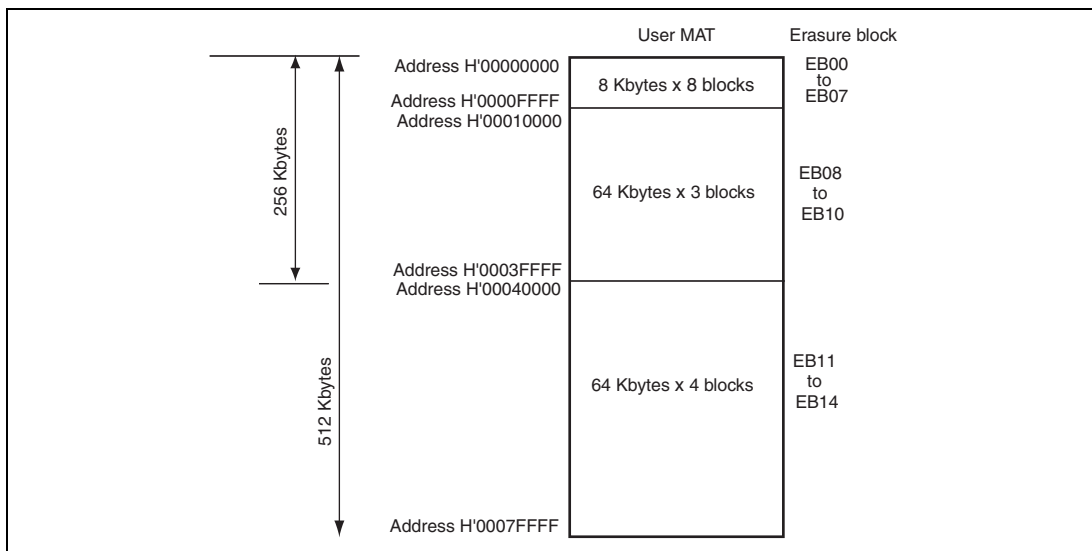 User MAT
Erasure block
Address H'00000000
8 Kbytes x 8 blocks
EB00
to
EB07
Address H'0000FFFF
Address H'00010000
256 Kbytes
64 Kbytes x 3 blocks
EB08
to
EB10
Address H'0003FFFF
Address H'00040000
512 Kbytes
64 Kbytes x 4 blocks
EB11
to
EB14
Address H'0007FFFF